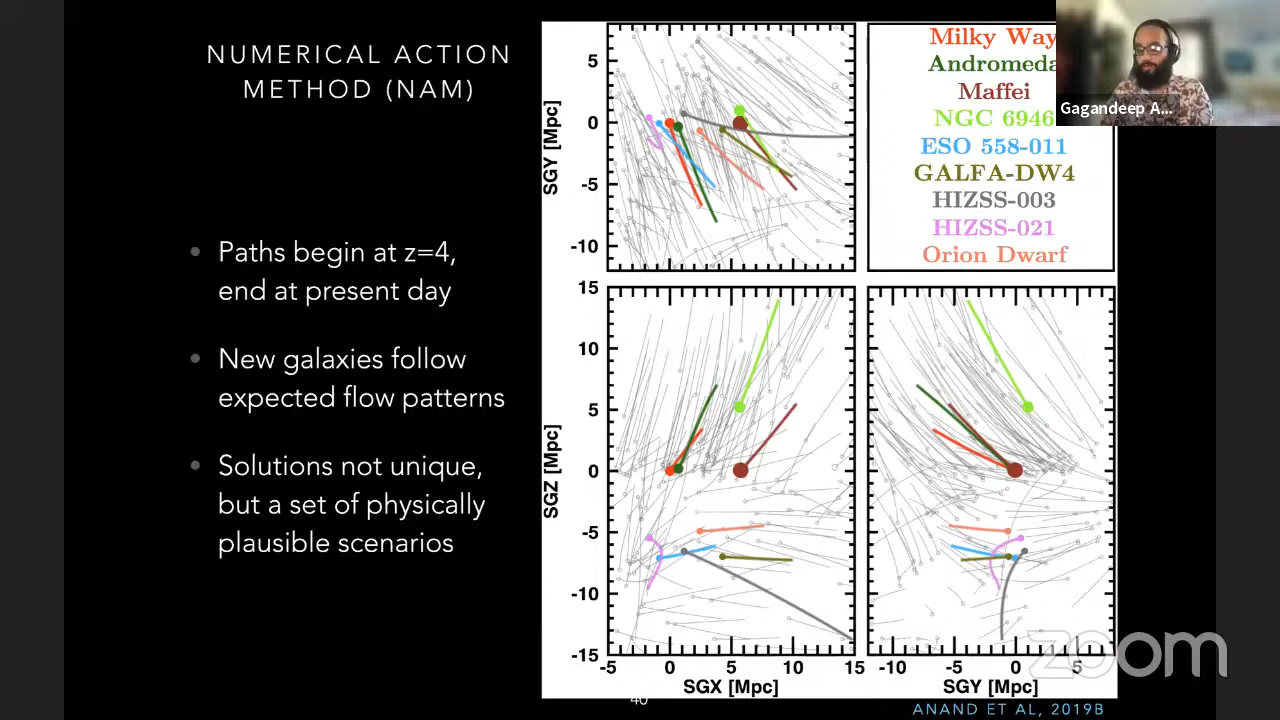 NUMERICAL ACTION
METHOD (NAM)
• Paths begin at z=4,
end at present day
• New galaxies follow
expected flow patterns
• Solutions not unique,
but a set of physically
plausible scenarios
SGY [Mpc]
5
0
-5
-10
Milky Way
Andromeda
Maffei
NGC 6946
ESO 558-011
GALFA-DW4
HIZSS-003
HIZSS-021
Orion Dwarf
Gagandeep A...
SGZ [Mpc]
15
10
5
0
-5
-10
-15
-5 0 5 10 15
SGX [Mpc]
-10 -5 0 5
SGY [Mpc]
zoom
40
ANAND ET AL, 2019B